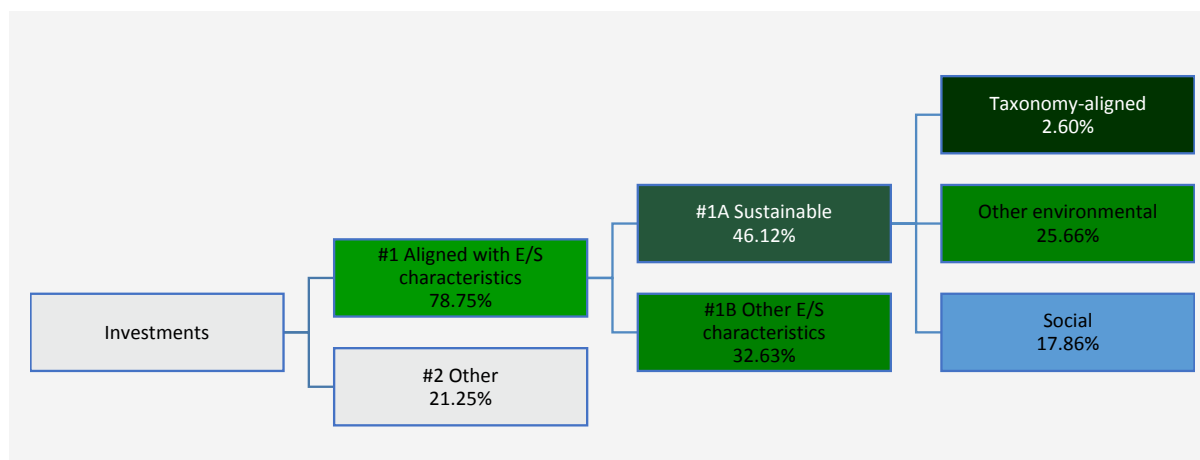 Investments
#1 Aligned with E/S
characteristics
78.75%
#2 Other
21.25%
#1A Sustainable
46.12%
#1B Other E/S
characteristics
32.63%
Taxonomy-aligned
2.60%
Other environmental
25.66%
Social
17.86%